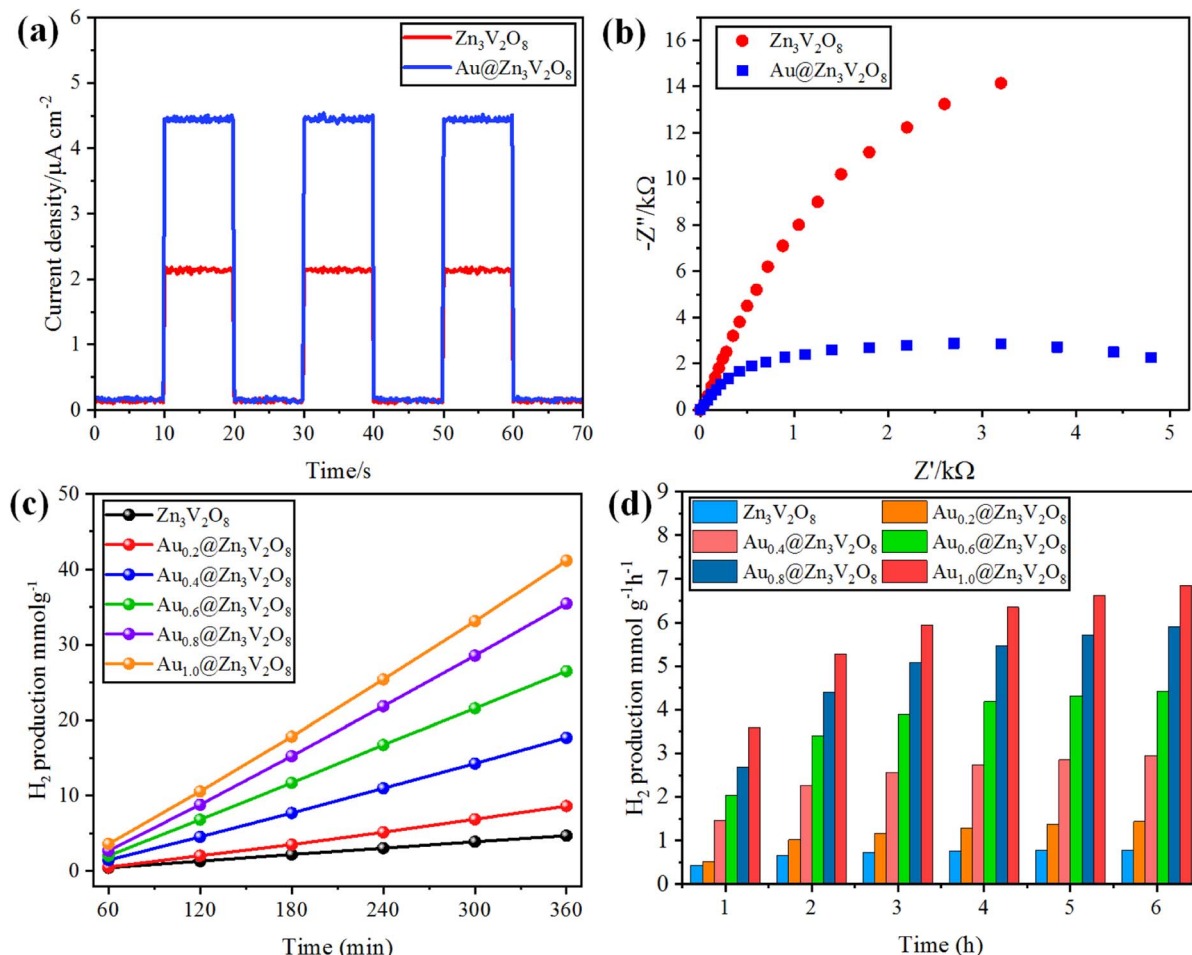 (a)
Zn₃V₂O₈
Au@Zn₃V₂O₈
Current density/µA cm⁻²
6
5
4
3
2
1
0
0 10 20 30 40 50 60 70
Time/s
(b)
Zn₃V₂O₈
Au@Zn₃V₂O₈
-Z''/kΩ
16
14
12
10
8
6
4
2
0
0 1 2 3 4 5
Z'/kΩ
(c)
Zn₃V₂O₈
Au₀.₂@Zn₃V₂O₈
Au₀.₄@Zn₃V₂O₈
Au₀.₆@Zn₃V₂O₈
Au₀.₈@Zn₃V₂O₈
Au₁.₀@Zn₃V₂O₈
H₂ production mmolg⁻¹
50
40
30
20
10
0
60 120 180 240 300 360
Time (min)
(d)
Zn₃V₂O₈ Au₀.₂@Zn₃V₂O₈
Au₀.₄@Zn₃V₂O₈ Au₀.₆@Zn₃V₂O₈
Au₀.₈@Zn₃V₂O₈ Au₁.₀@Zn₃V₂O₈
H₂ production mmol g⁻¹h⁻¹
9
8
7
6
5
4
3
2
1
0
1 2 3 4 5 6
Time (h)